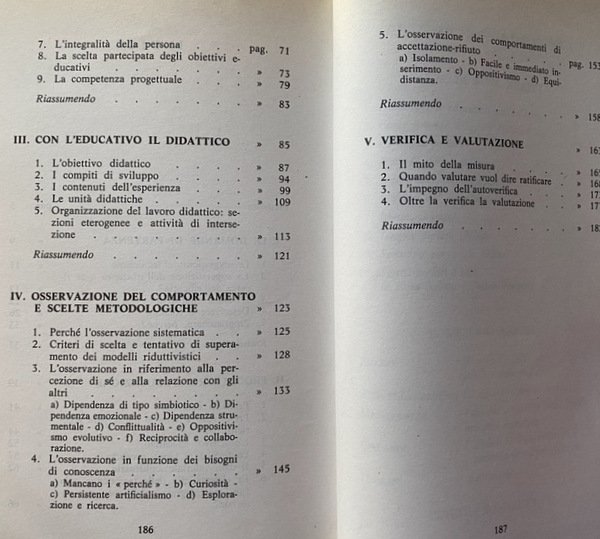 7. L'integralità della persona . . . pag. 71
8. La scelta partecipata degli obiettivi e-
ducativi . . . . . . . » 73
9. La competenza progettuale . . . » 79
Riassumendo . . . . . . » 83
III. CON L'EDUCATIVO IL DIDATTICO » 85
1. L'obiettivo didattico . . . . » 87
2. I compiti di sviluppo . . . . » 94
3. I contenuti dell'esperienza . . . » 99
4. Le unità didattiche . . . . » 109
5. Organizzazione del lavoro didattico: se-
zioni eterogenee e attività di interse-
zione . . . . . . . » 113
Riassumendo . . . . . . » 121
IV. OSSERVAZIONE DEL COMPORTAMENTO
E SCELTE METODOLOGICHE » 123
1. Perché l'osservazione sistematica . . » 125
2. Criteri di scelta e tentativo di supera-
mento dei modelli riduttivistici . . » 128
3. L'osservazione in riferimento alla per-
cezione di sé e alla relazione con gli
altri . . . . . . . » 133
a) Dipendenza di tipo simbiotico - b) Di-
pendenza emozionale - c) Dipendenza stru-
mentale - d) Conflittualità - e) Oppositi-
vismo evolutivo - f) Reciprocità e collabo-
razione.
4. L'osservazione in funzione dei bisogni
di conoscenza . . . . . . » 145
a) Mancano i « perché » - b) Curiosità -
c) Persistente artificialismo - d) Esplora-
zione e ricerca.
186
5. L'osservazione dei comportamenti di
accettazione-rifiuto . . . . pag. 153
a) Isolamento - b) Facile e immediato in-
serimento - c) Oppositivismo - d) Equi-
distanza.
Riassumendo . . . . . . » 158
V. VERIFICA E VALUTAZIONE »
1. Il mito della misura . . . . »
2. Quando valutare vuol dire ratificare . »
3. L'impegno dell'autoverifica . . . »
4. Oltre la verifica la valutazione . . »
Riassumendo . . . . . . »
187